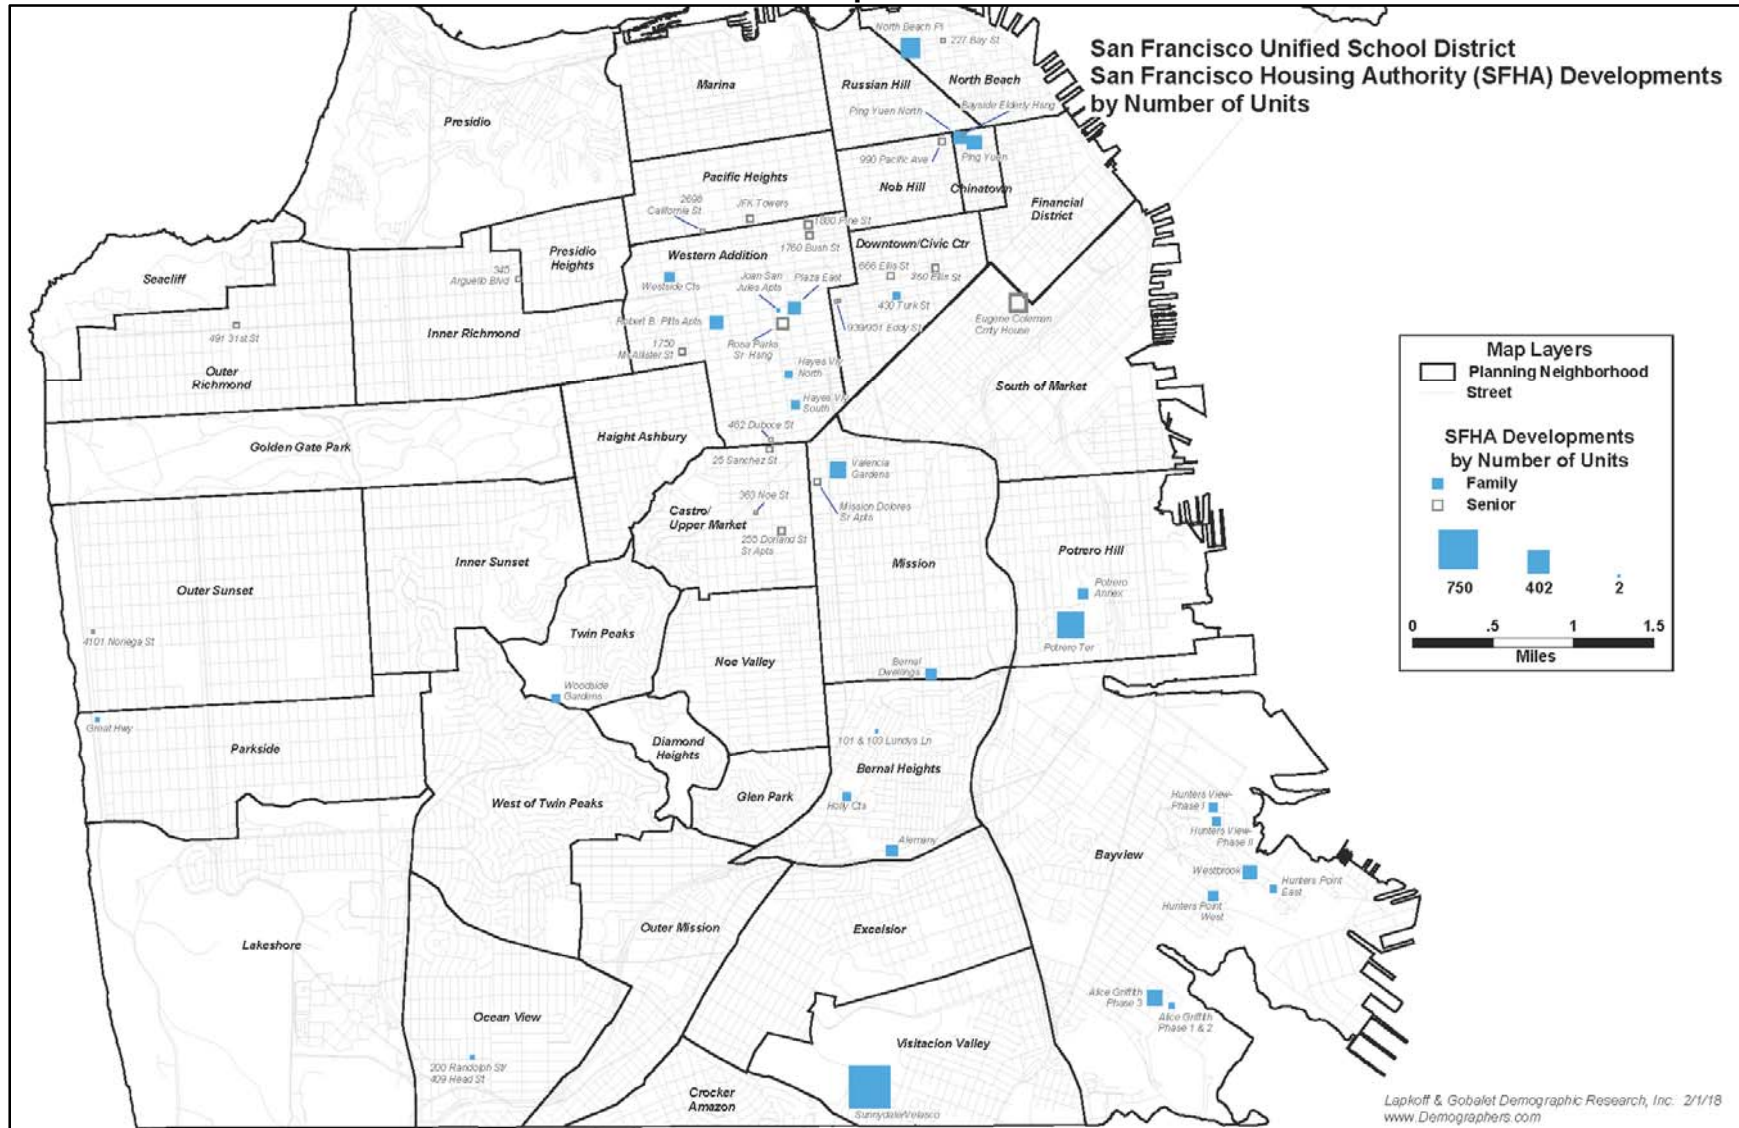 San Francisco Unified School District
San Francisco Housing Authority (SFHA) Developments
by Number of Units
North Beach Pl
227 Bay St
Marina
Russian Hill
North Beach
Presidio
Ping Yuen North
Bayside Elderly Hsng
990 Pacific Ave
Ping Yuen
Pacific Heights
Nob Hill
Chinatown
Financial
District
2698
California St
JFK Towers
1880 Pine St
1760 Bush St
Presidio
Heights
Western Addition
Downtown/Civic Ctr
Seacliff
345
Arguello Blvd
Westside Cts
Joan San
Jules Apts
Plaza East
666 Ellis St
350 Ellis St
430 Turk St
939/951 Eddy St
Eugene Coleman
Cmty House
491 31st St
Inner Richmond
Robert B. Pitts Apts
1750
McAllister St
Rosa Parks
Sr Hsng
Hayes Vly
North
Hayes Vly
South
Outer
Richmond
South of Market
Golden Gate Park
Haight Ashbury
462 Duboce St
25 Sanchez St
Valencia
Gardens
363 Noe St
Mission Dolores
Sr Apts
Castro/
Upper Market
255 Dorland St
Sr Apts
Inner Sunset
Outer Sunset
Mission
Potrero Hill
Potrero
Annex
Potrero Ter
4101 Noriega St
Twin Peaks
Noe Valley
Bernal
Dwellings
Woodside
Gardens
Great Hwy
Parkside
Diamond
Heights
101 & 103 Lundys Ln
Bernal Heights
West of Twin Peaks
Glen Park
Holly Cts
Alemany
Hunters View-
Phase I
Hunters View-
Phase II
Bayview
Westbrook
Hunters Point
East
Hunters Point
West
Lakeshore
Outer Mission
Excelsior
Alice Griffith
Phase 3
Alice Griffith
Phase 1 & 2
Ocean View
Visitacion Valley
200 Randolph St/
409 Head St
Crocker
Amazon
Sunnydale/Velasco
Map Layers
Planning Neighborhood
Street
SFHA Developments
by Number of Units
Family
Senior
750 402 2
0 .5 1 1.5
Miles
Lapkoff & Gobalet Demographic Research, Inc. 2/1/18
www.Demographers.com